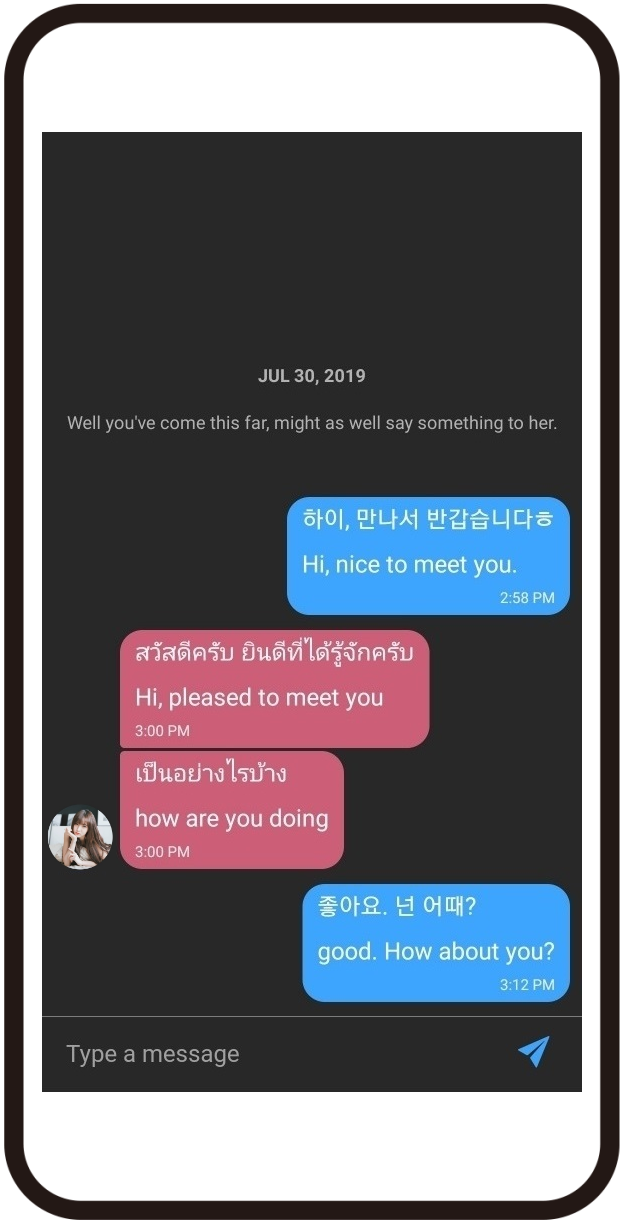 JUL 30, 2019
Well you've come this far, might as well say something to her.
하이, 만나서 반갑습니다ㅎ
Hi, nice to meet you.
2:58 PM
สวัสดีครับ ยินดีที่ได้รู้จักครับ
Hi, pleased to meet you
3:00 PM
เป็นอย่างไรบ้าง
how are you doing
3:00 PM
좋아요. 넌 어때?
good. How about you?
3:12 PM
Type a message